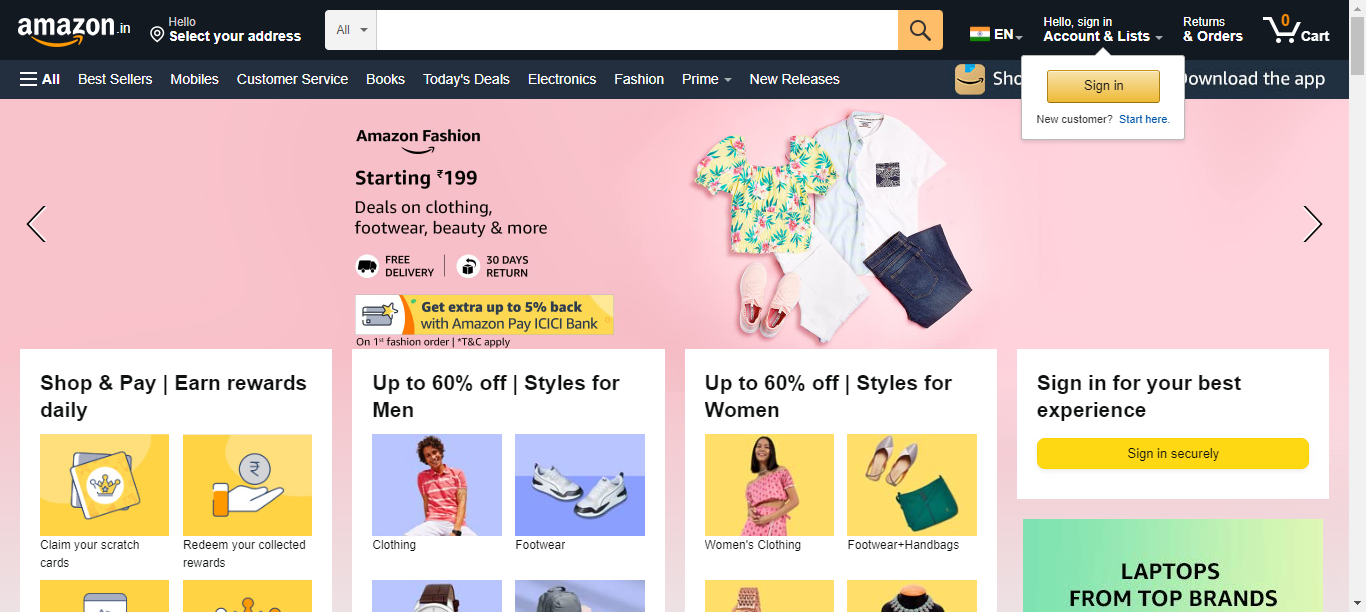 amazon.in
Hello
Select your address
All
EN
Hello, sign in
Account & Lists
Returns
& Orders
0
Cart
All
Best Sellers
Mobiles
Customer Service
Books
Today's Deals
Electronics
Fashion
Prime
New Releases
Sho
Download the app
Sign in
New customer? Start here.
Amazon Fashion
Starting ₹199
Deals on clothing,
footwear, beauty & more
FREE
DELIVERY
30 DAYS
RETURN
Get extra up to 5% back
with Amazon Pay ICICI Bank
On 1st fashion order | *T&C apply
Shop & Pay | Earn rewards
daily
₹
Claim your scratch
cards
Redeem your collected
rewards
Up to 60% off | Styles for
Men
Clothing
Footwear
Up to 60% off | Styles for
Women
Women's Clothing
Footwear+Handbags
Sign in for your best
experience
Sign in securely
LAPTOPS
FROM TOP BRANDS